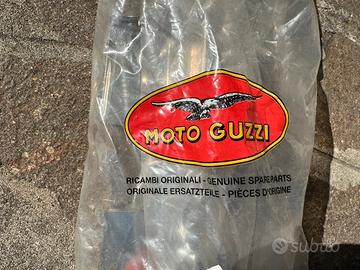 MOTO GUZZI
RICAMBI ORIGINALI - GENUINE SPARE PARTS
ORIGINALE ERSATZTEILE - PIÈCES D'ORIGINE
subito